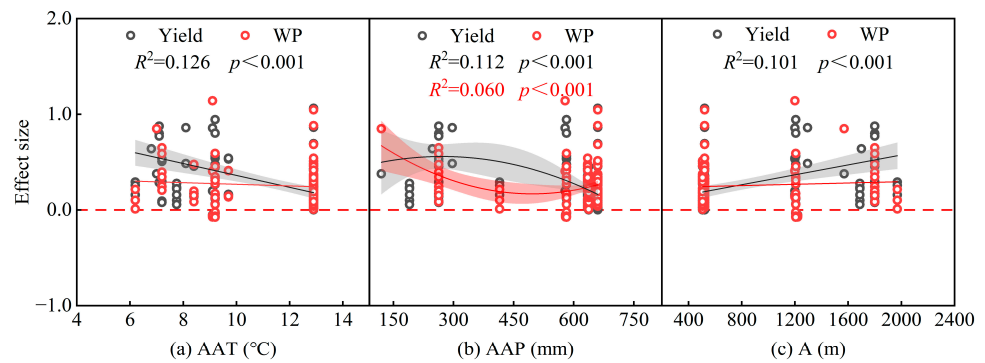 2.0
1.0
0.0
−1.0
Effect size
Yield WP
R²=0.126 p＜0.001
4 6 8 10 12 14
(a) AAT (℃)
Yield WP
R²=0.112 p＜0.001
R²=0.060 p＜0.001
150 300 450 600 750
(b) AAP (mm)
Yield WP
R²=0.101 p＜0.001
400 800 1200 1600 2000 2400
(c) A (m)